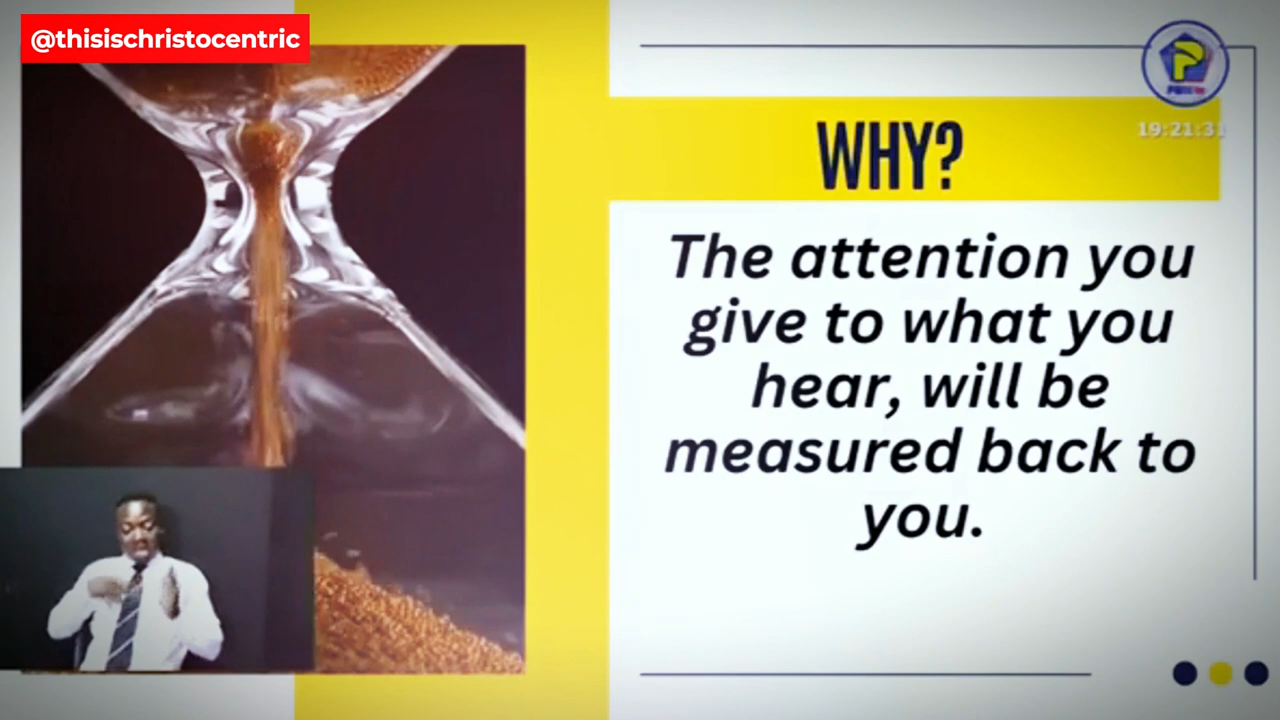 @thisischristocentric
WHY?
19:21:31
The attention you
give to what you
hear, will be
measured back to
you.